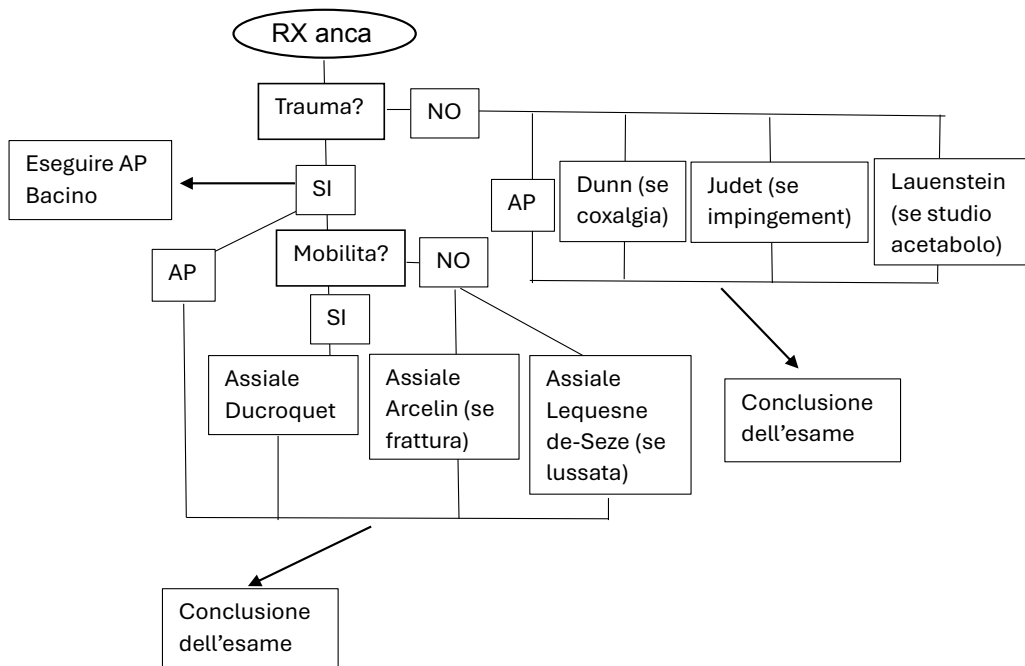 RX anca
Trauma?
NO
Eseguire AP
Bacino
SI
AP
Dunn (se
coxalgia)
Judet (se
impingement)
Lauenstein
(se studio
acetabolo)
AP
Mobilita?
NO
SI
Assiale
Ducroquet
Assiale
Arcelin (se
frattura)
Assiale
Lequesne
de-Seze (se
lussata)
Conclusione
dell’esame
Conclusione
dell’esame